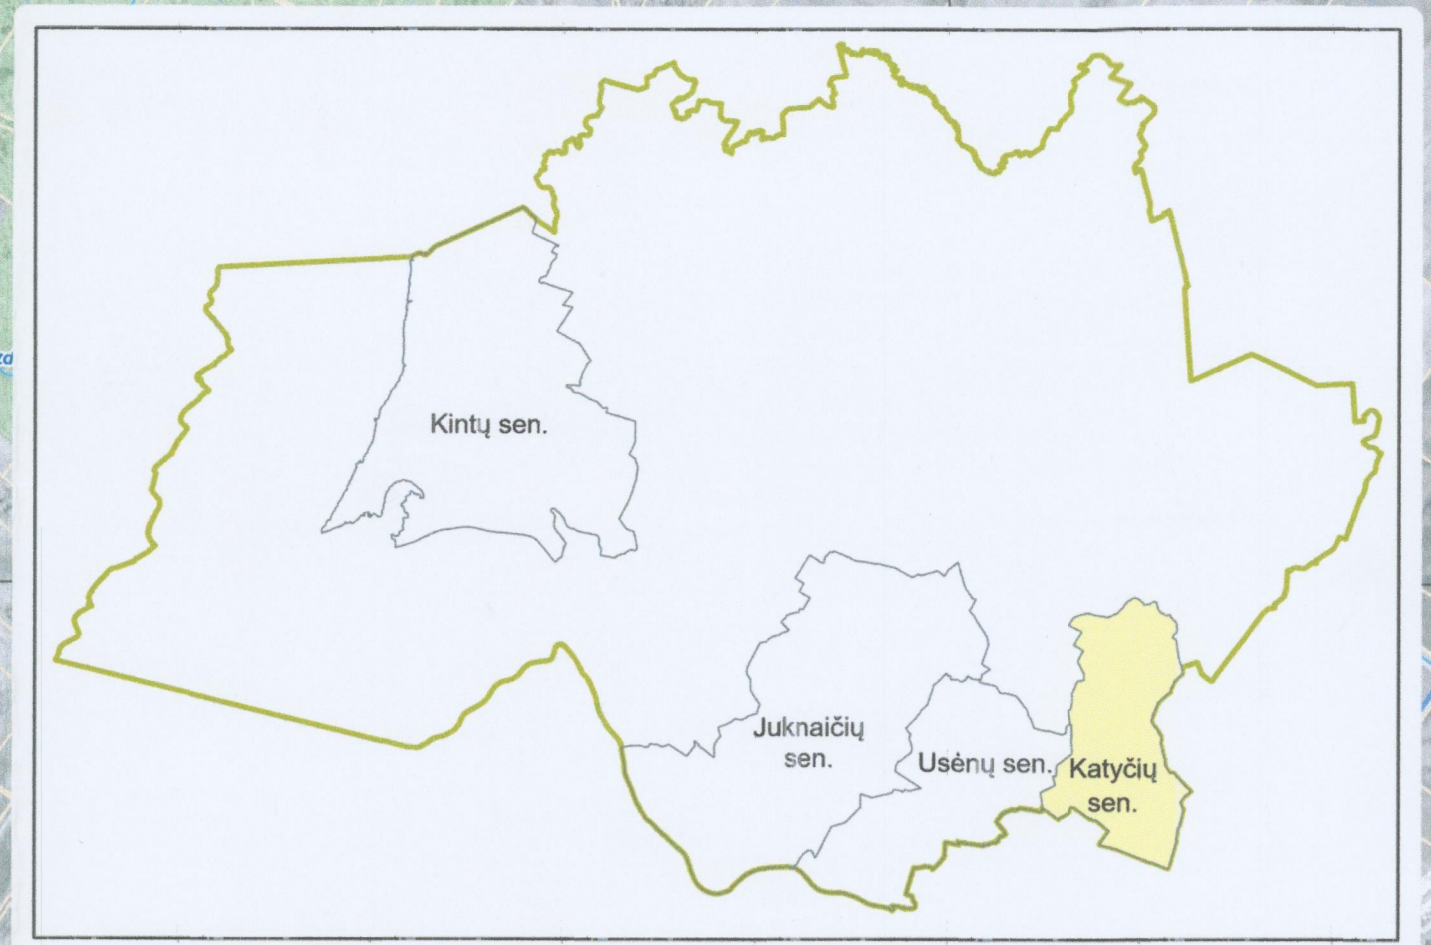 Kintų sen.
Juknaičių
sen.
Usėnų sen.
Katyčių
sen.